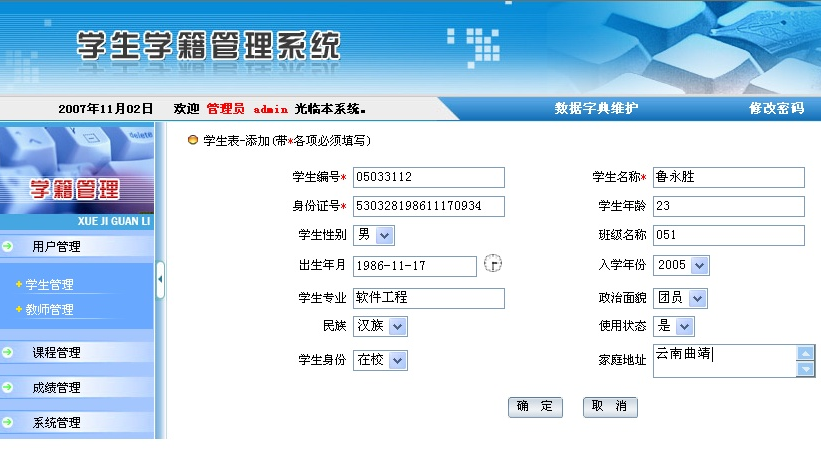 学生学籍管理系统
2007年11月02日 欢迎 管理员 admin 光临本系统。 数据字典维护 修改密码
delete
学籍管理
XUE JI GUAN LI
用户管理
学生管理
教师管理
课程管理
成绩管理
系统管理
学生表-添加(带*各项必须填写)
学生编号* 05033112 学生名称* 鲁永胜
身份证号* 530328198611170934 学生年龄 23
学生性别 男 班级名称 051
出生年月 1986-11-17 入学年份 2005
学生专业 软件工程 政治面貌 团员
民族 汉族 使用状态 是
学生身份 在校 家庭地址 云南曲靖
确 定 取 消